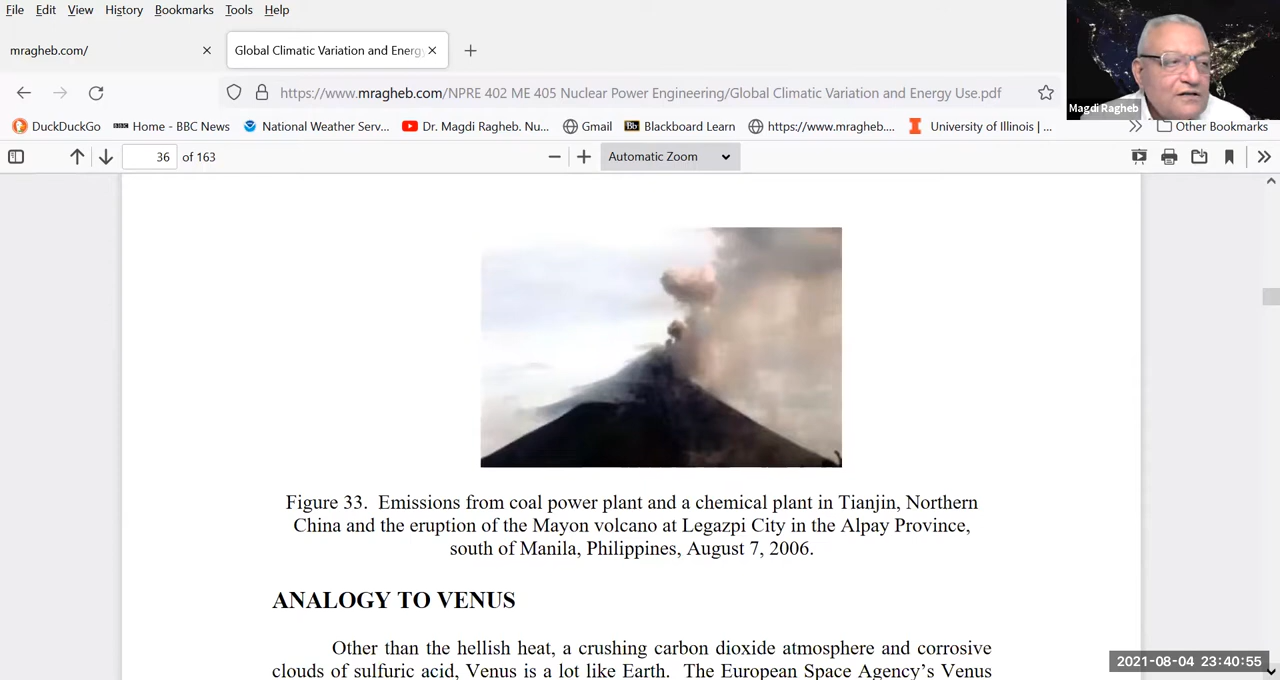 File Edit View History Bookmarks Tools Help
mragheb.com/
Global Climatic Variation and Energy
https://www.mragheb.com/NPRE 402 ME 405 Nuclear Power Engineering/Global Climatic Variation and Energy Use.pdf
Magdi Ragheb
DuckDuckGo BBC Home - BBC News National Weather Serv... Dr. Magdi Ragheb. Nu... Gmail Bb Blackboard Learn https://www.mragheb.... University of Illinois |... Other Bookmarks
36 of 163 Automatic Zoom
Figure 33. Emissions from coal power plant and a chemical plant in Tianjin, Northern
China and the eruption of the Mayon volcano at Legazpi City in the Alpay Province,
south of Manila, Philippines, August 7, 2006.
ANALOGY TO VENUS
Other than the hellish heat, a crushing carbon dioxide atmosphere and corrosive
clouds of sulfuric acid, Venus is a lot like Earth. The European Space Agency's Venus
2021-08-04 23:40:55